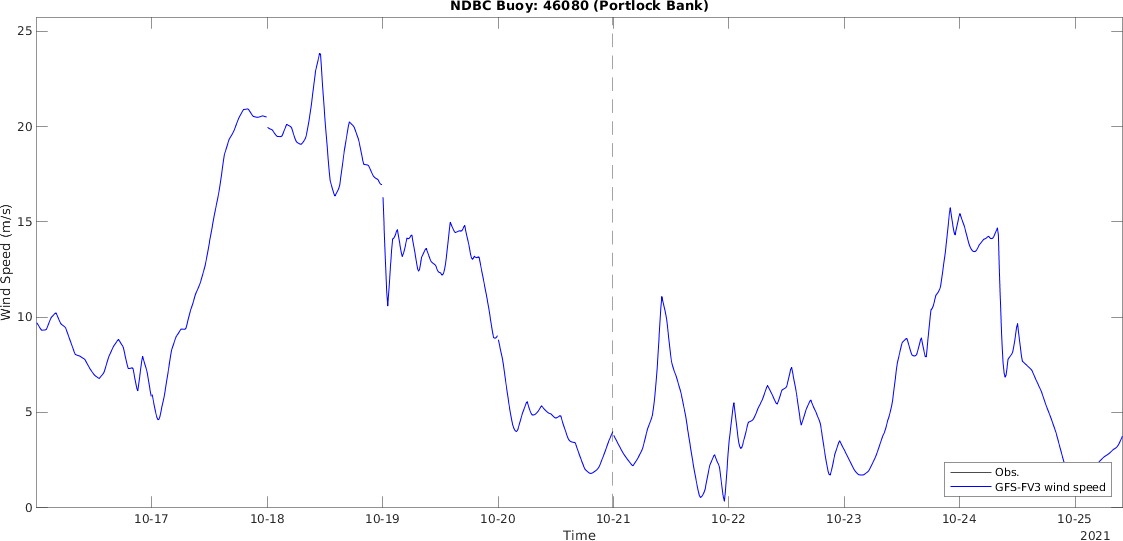 NDBC Buoy: 46080 (Portlock Bank)
25
20
15
10
5
0
Wind Speed (m/s)
10-17 10-18 10-19 10-20 10-21 10-22 10-23 10-24 10-25
Time
2021
Obs.
GFS-FV3 wind speed